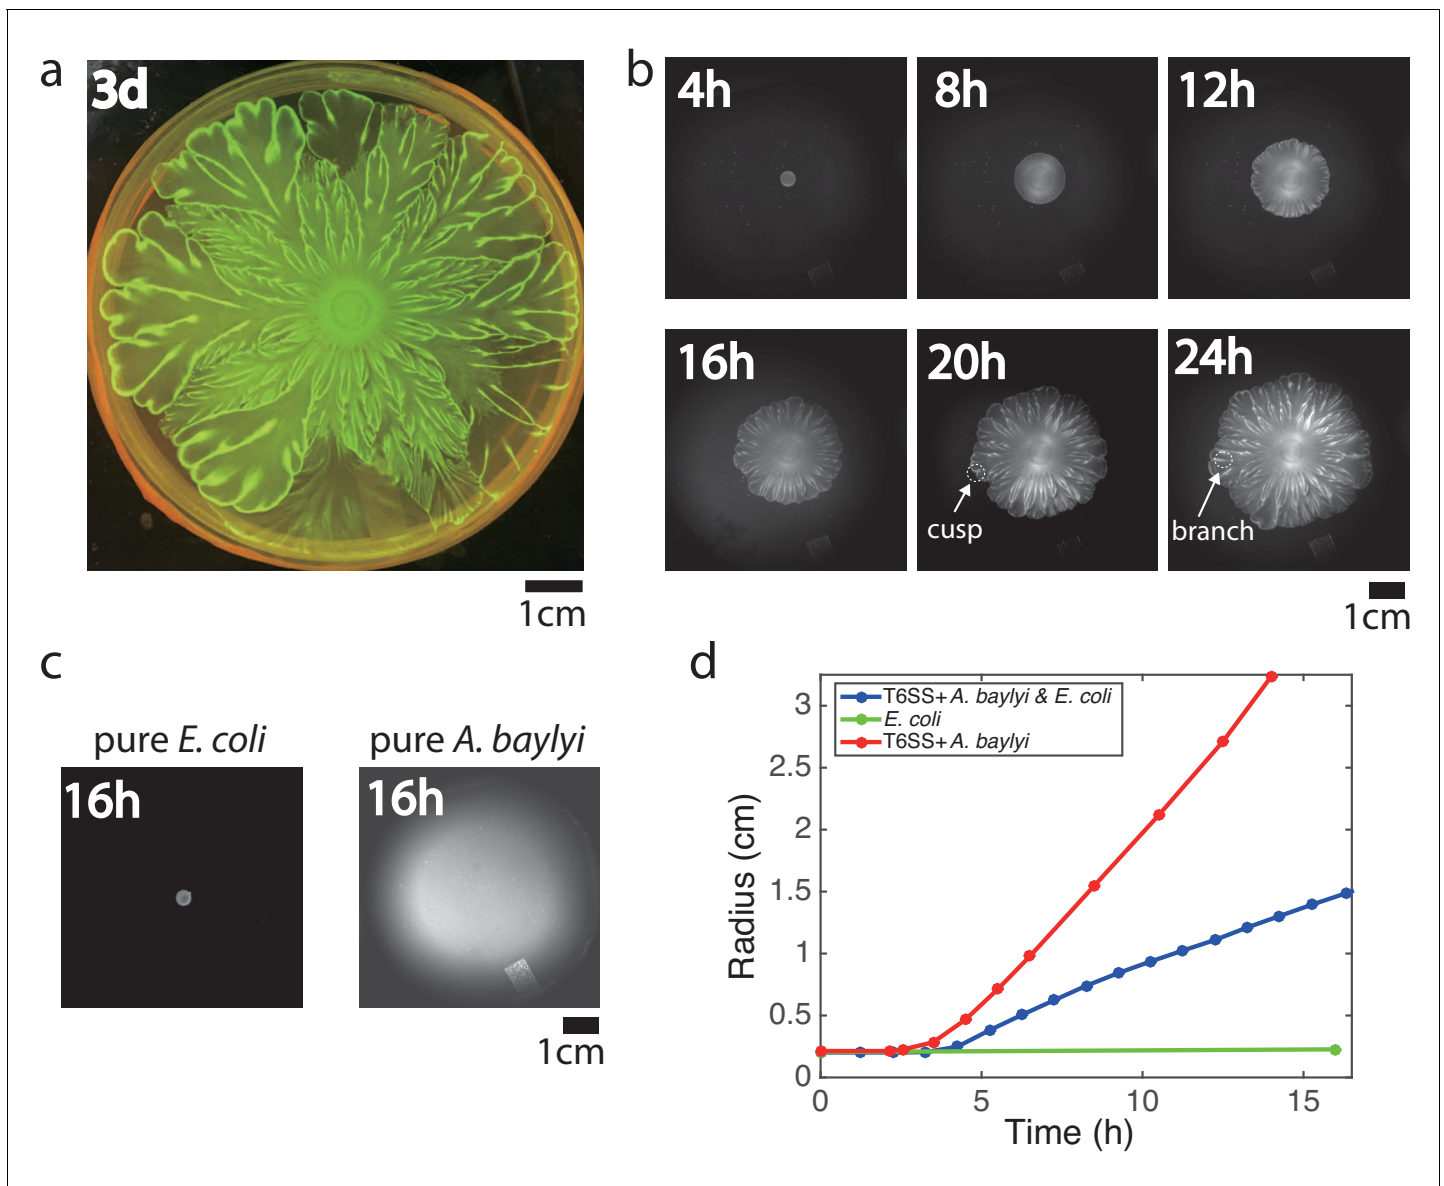 a
3d
1cm
b
4h
8h
12h
16h
20h
24h
cusp
branch
1cm
c
pure E. coli
pure A. baylyi
16h
16h
1cm
d
T6SS+ A. baylyi & E. coli
E. coli
T6SS+ A. baylyi
3
2.5
2
1.5
1
0.5
0
Radius (cm)
0
5
10
15
Time (h)